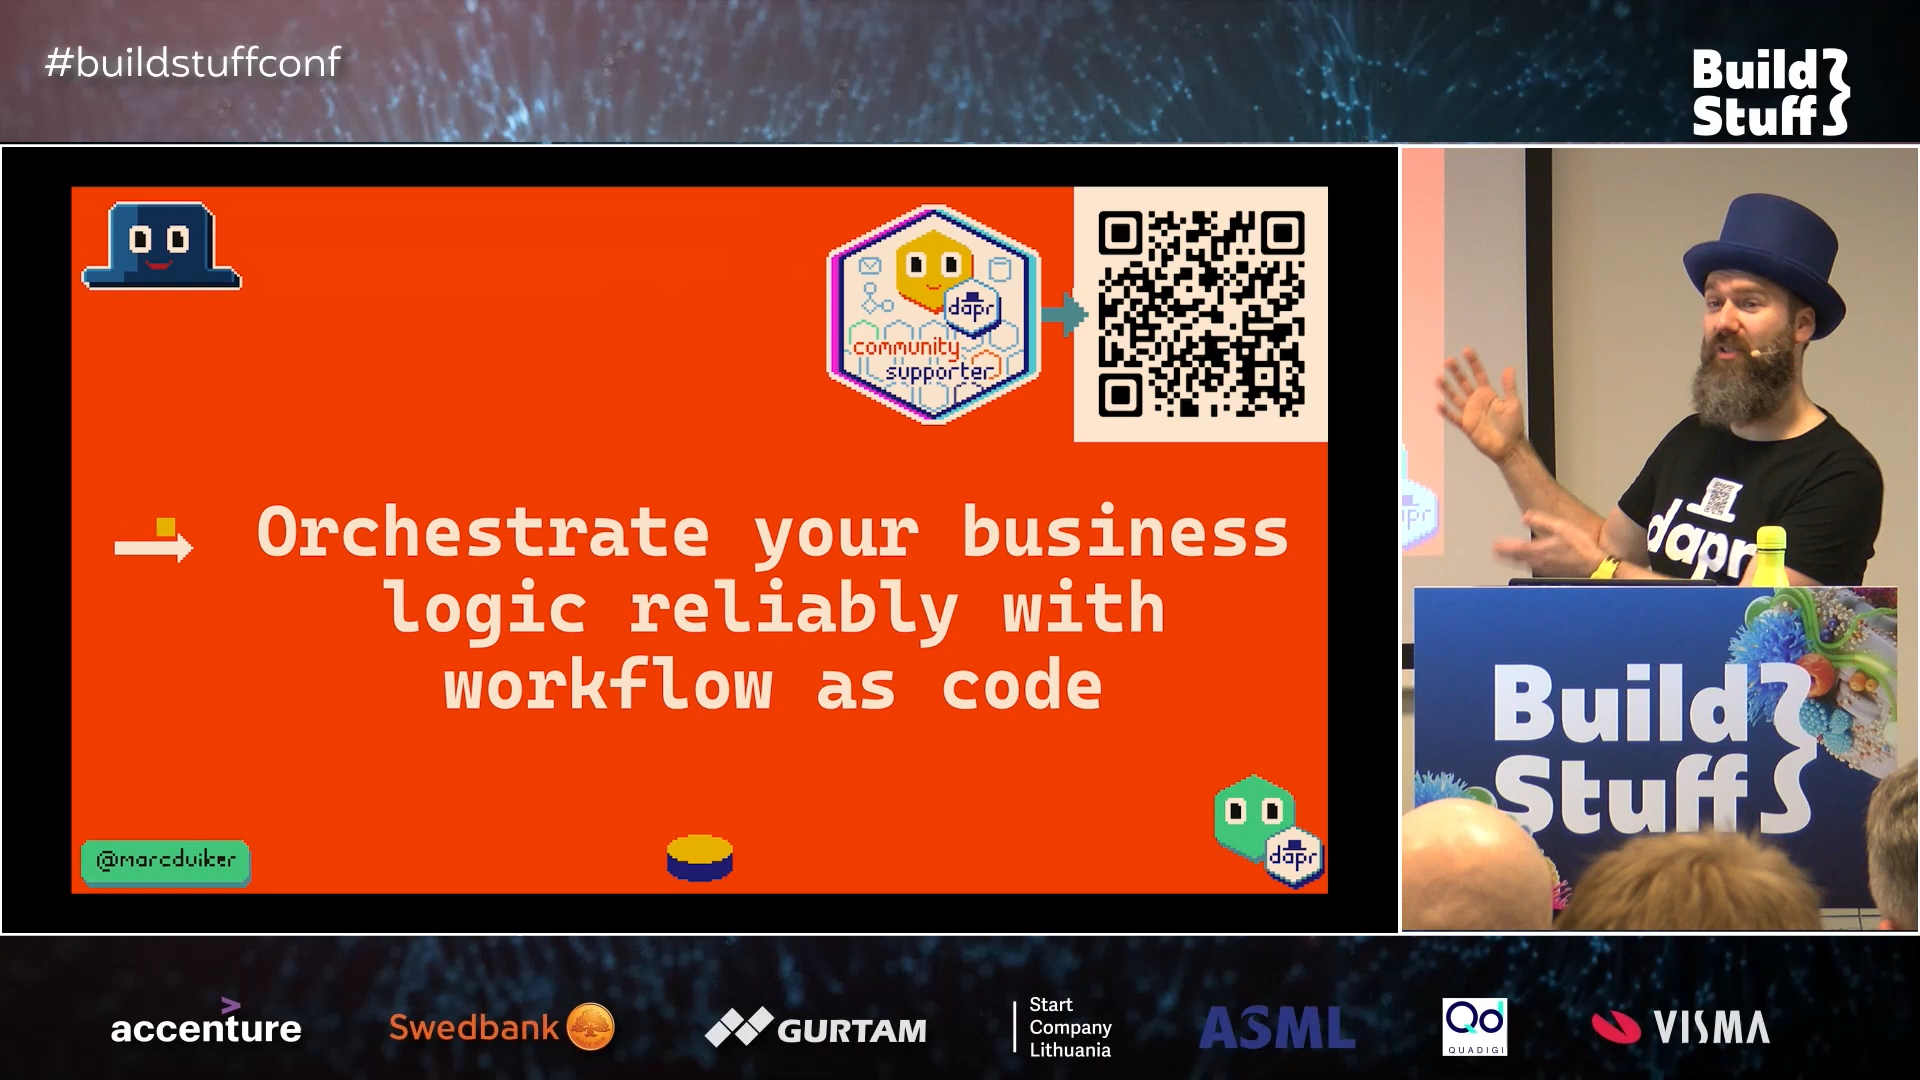 #buildstuffconf
Build
Stuff
dapr
community
supporter
Orchestrate your business
logic reliably with
workflow as code
@marcduiker
dapr
dapr
Build
Stuff
accenture
Swedbank
GURTAM
Start
Company
Lithuania
ASML
Qd
QUADIGI
VISMA